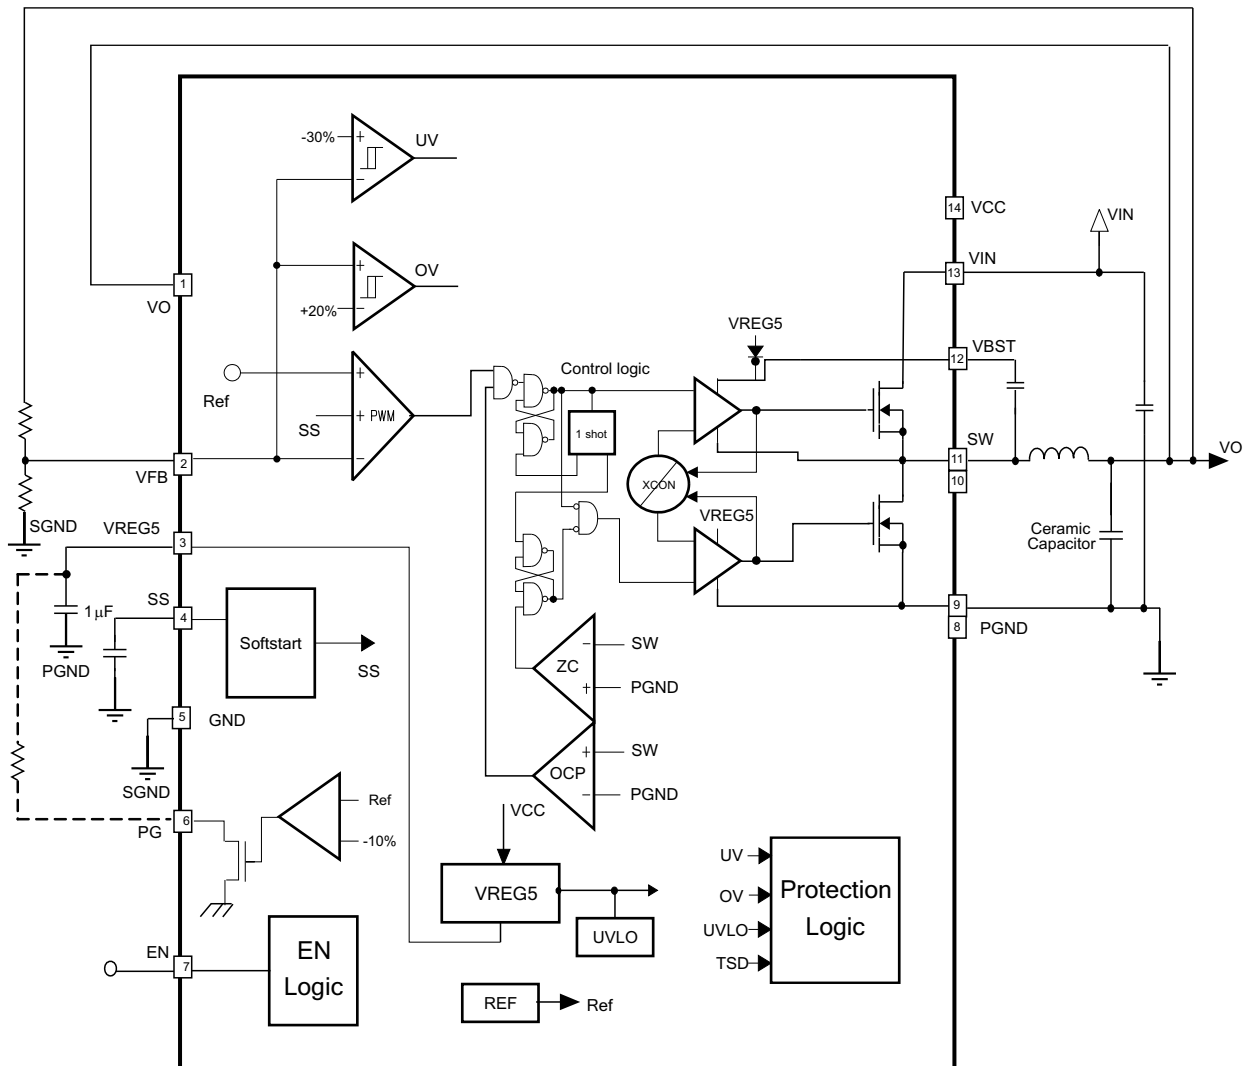 -30%
UV
14
VCC
VIN
VIN
13
OV
1
VO
+20%
VREG5
VBST
12
Control logic
Ref
PWM
SS
1 shot
SW
11
VO
2
VFB
10
XCON
SGND
VREG5
VREG5
3
Ceramic
Capacitor
SS
1 µF
4
9
8
PGND
Softstart
SW
ZC
PGND
SS
PGND
5
GND
SW
OCP
PGND
SGND
Ref
VCC
6
PG
-10%
UV
OV
UVLO
TSD
Protection
Logic
VREG5
UVLO
EN
7
EN
Logic
REF
Ref